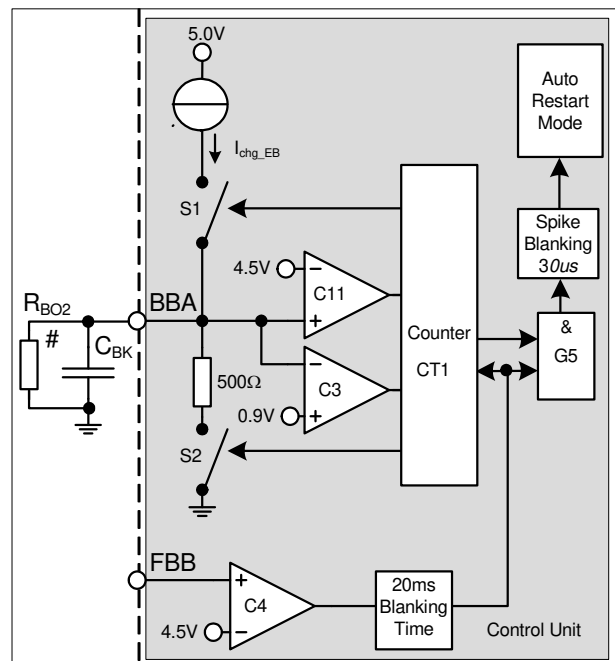 5.0V
Auto
Restart
Mode
I_chg_EB
S1
Spike
Blanking
30us
4.5V
C11
R_BO2
#
BBA
C_BK
Counter
CT1
&
G5
500Ω
C3
0.9V
S2
FBB
C4
20ms
Blanking
Time
4.5V
Control Unit